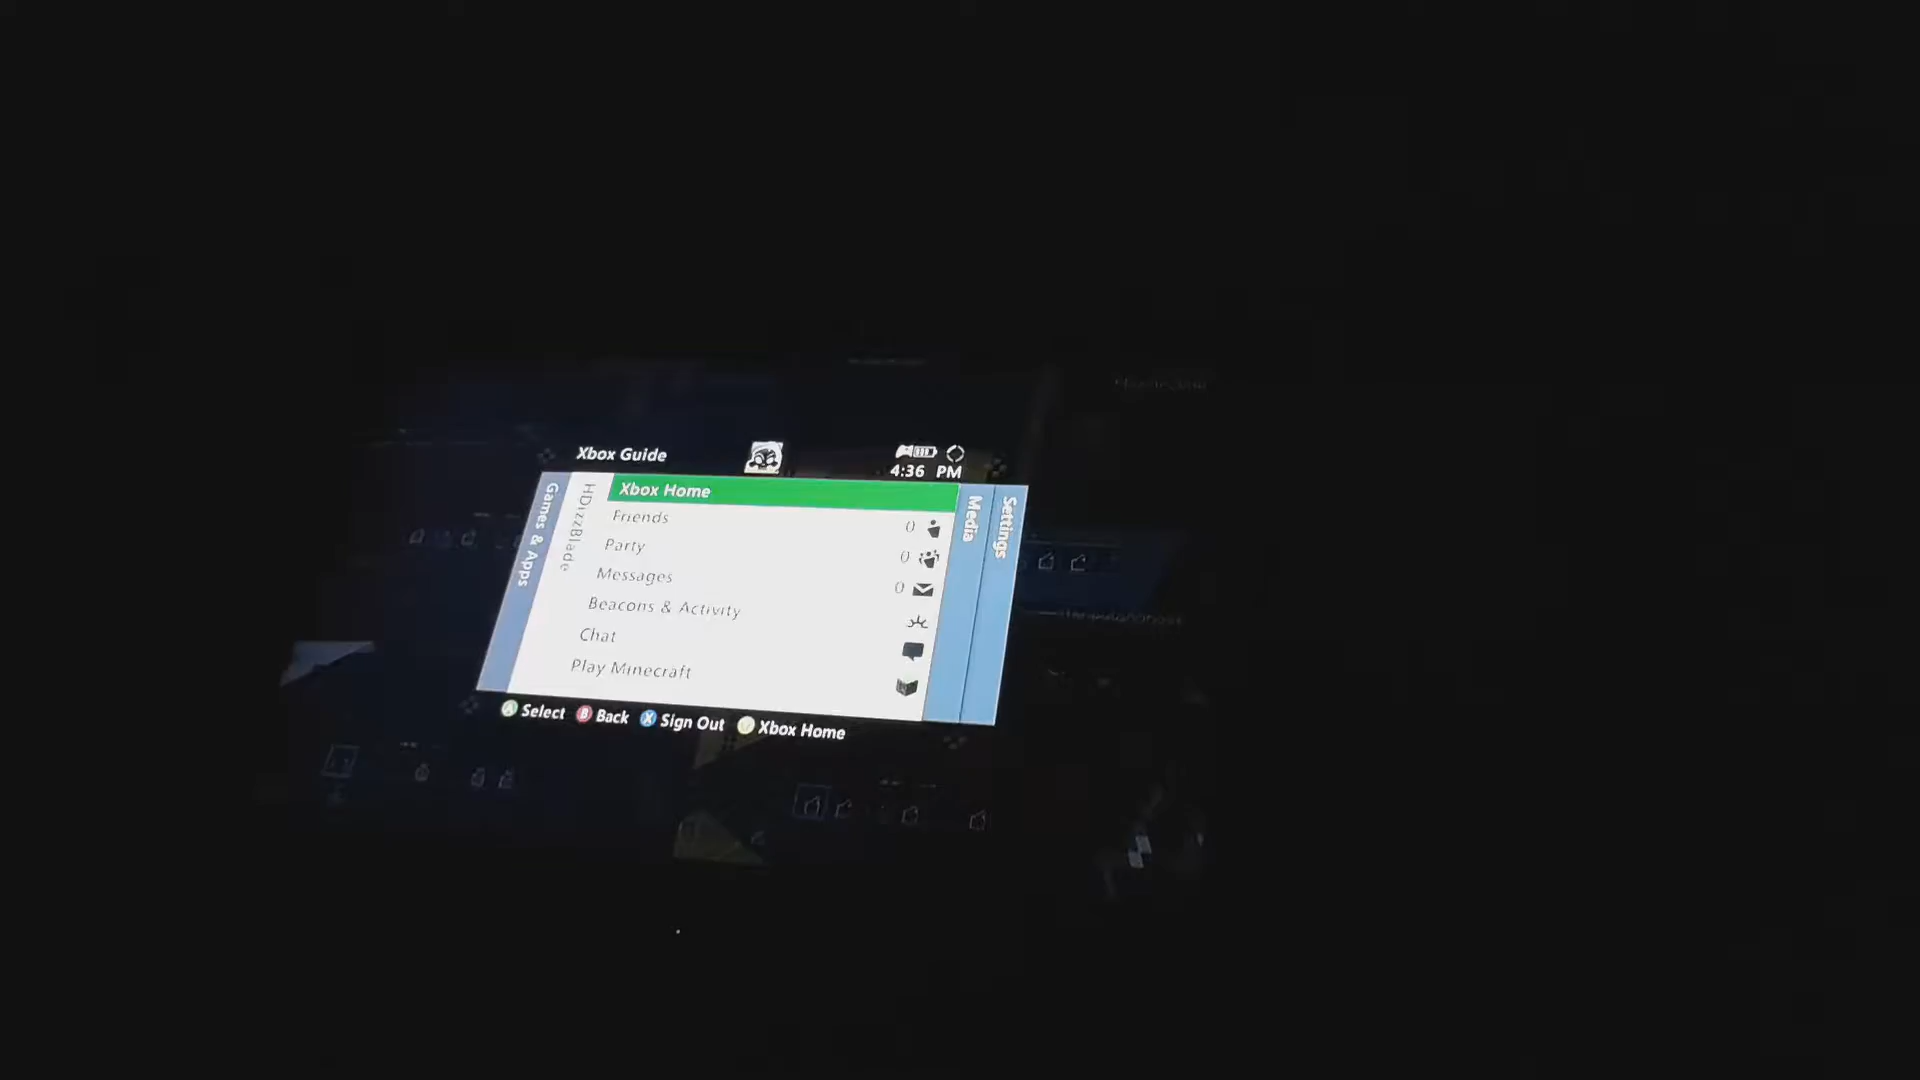 Xbox Guide
4:36 PM
Games & Apps
HDizzBlade
Xbox Home
Friends 0
Party 0
Messages 0
Beacons & Activity
Chat
Play Minecraft
Media
Settings
A Select B Back X Sign Out Xbox Home